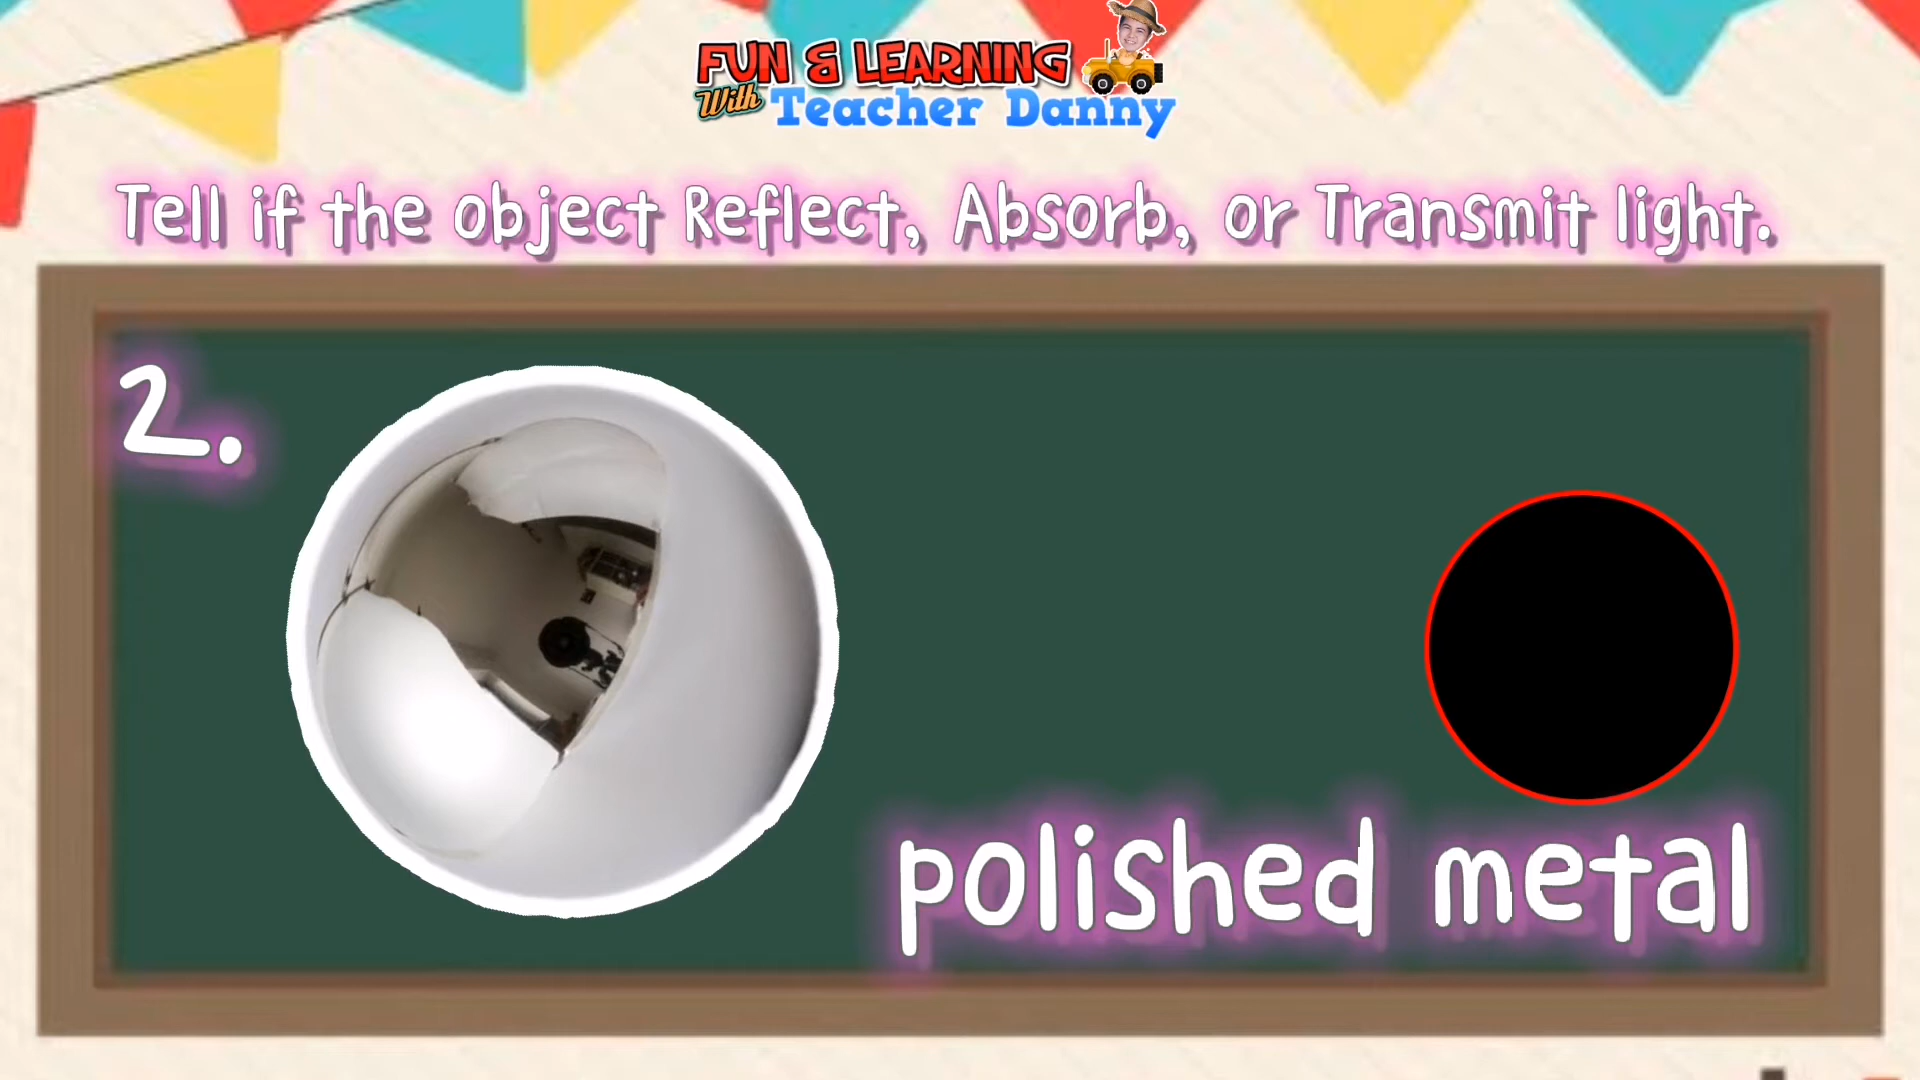 FUN & LEARNING
With Teacher Danny
Tell if the object Reflect, Absorb, or Transmit light.
2.
polished metal